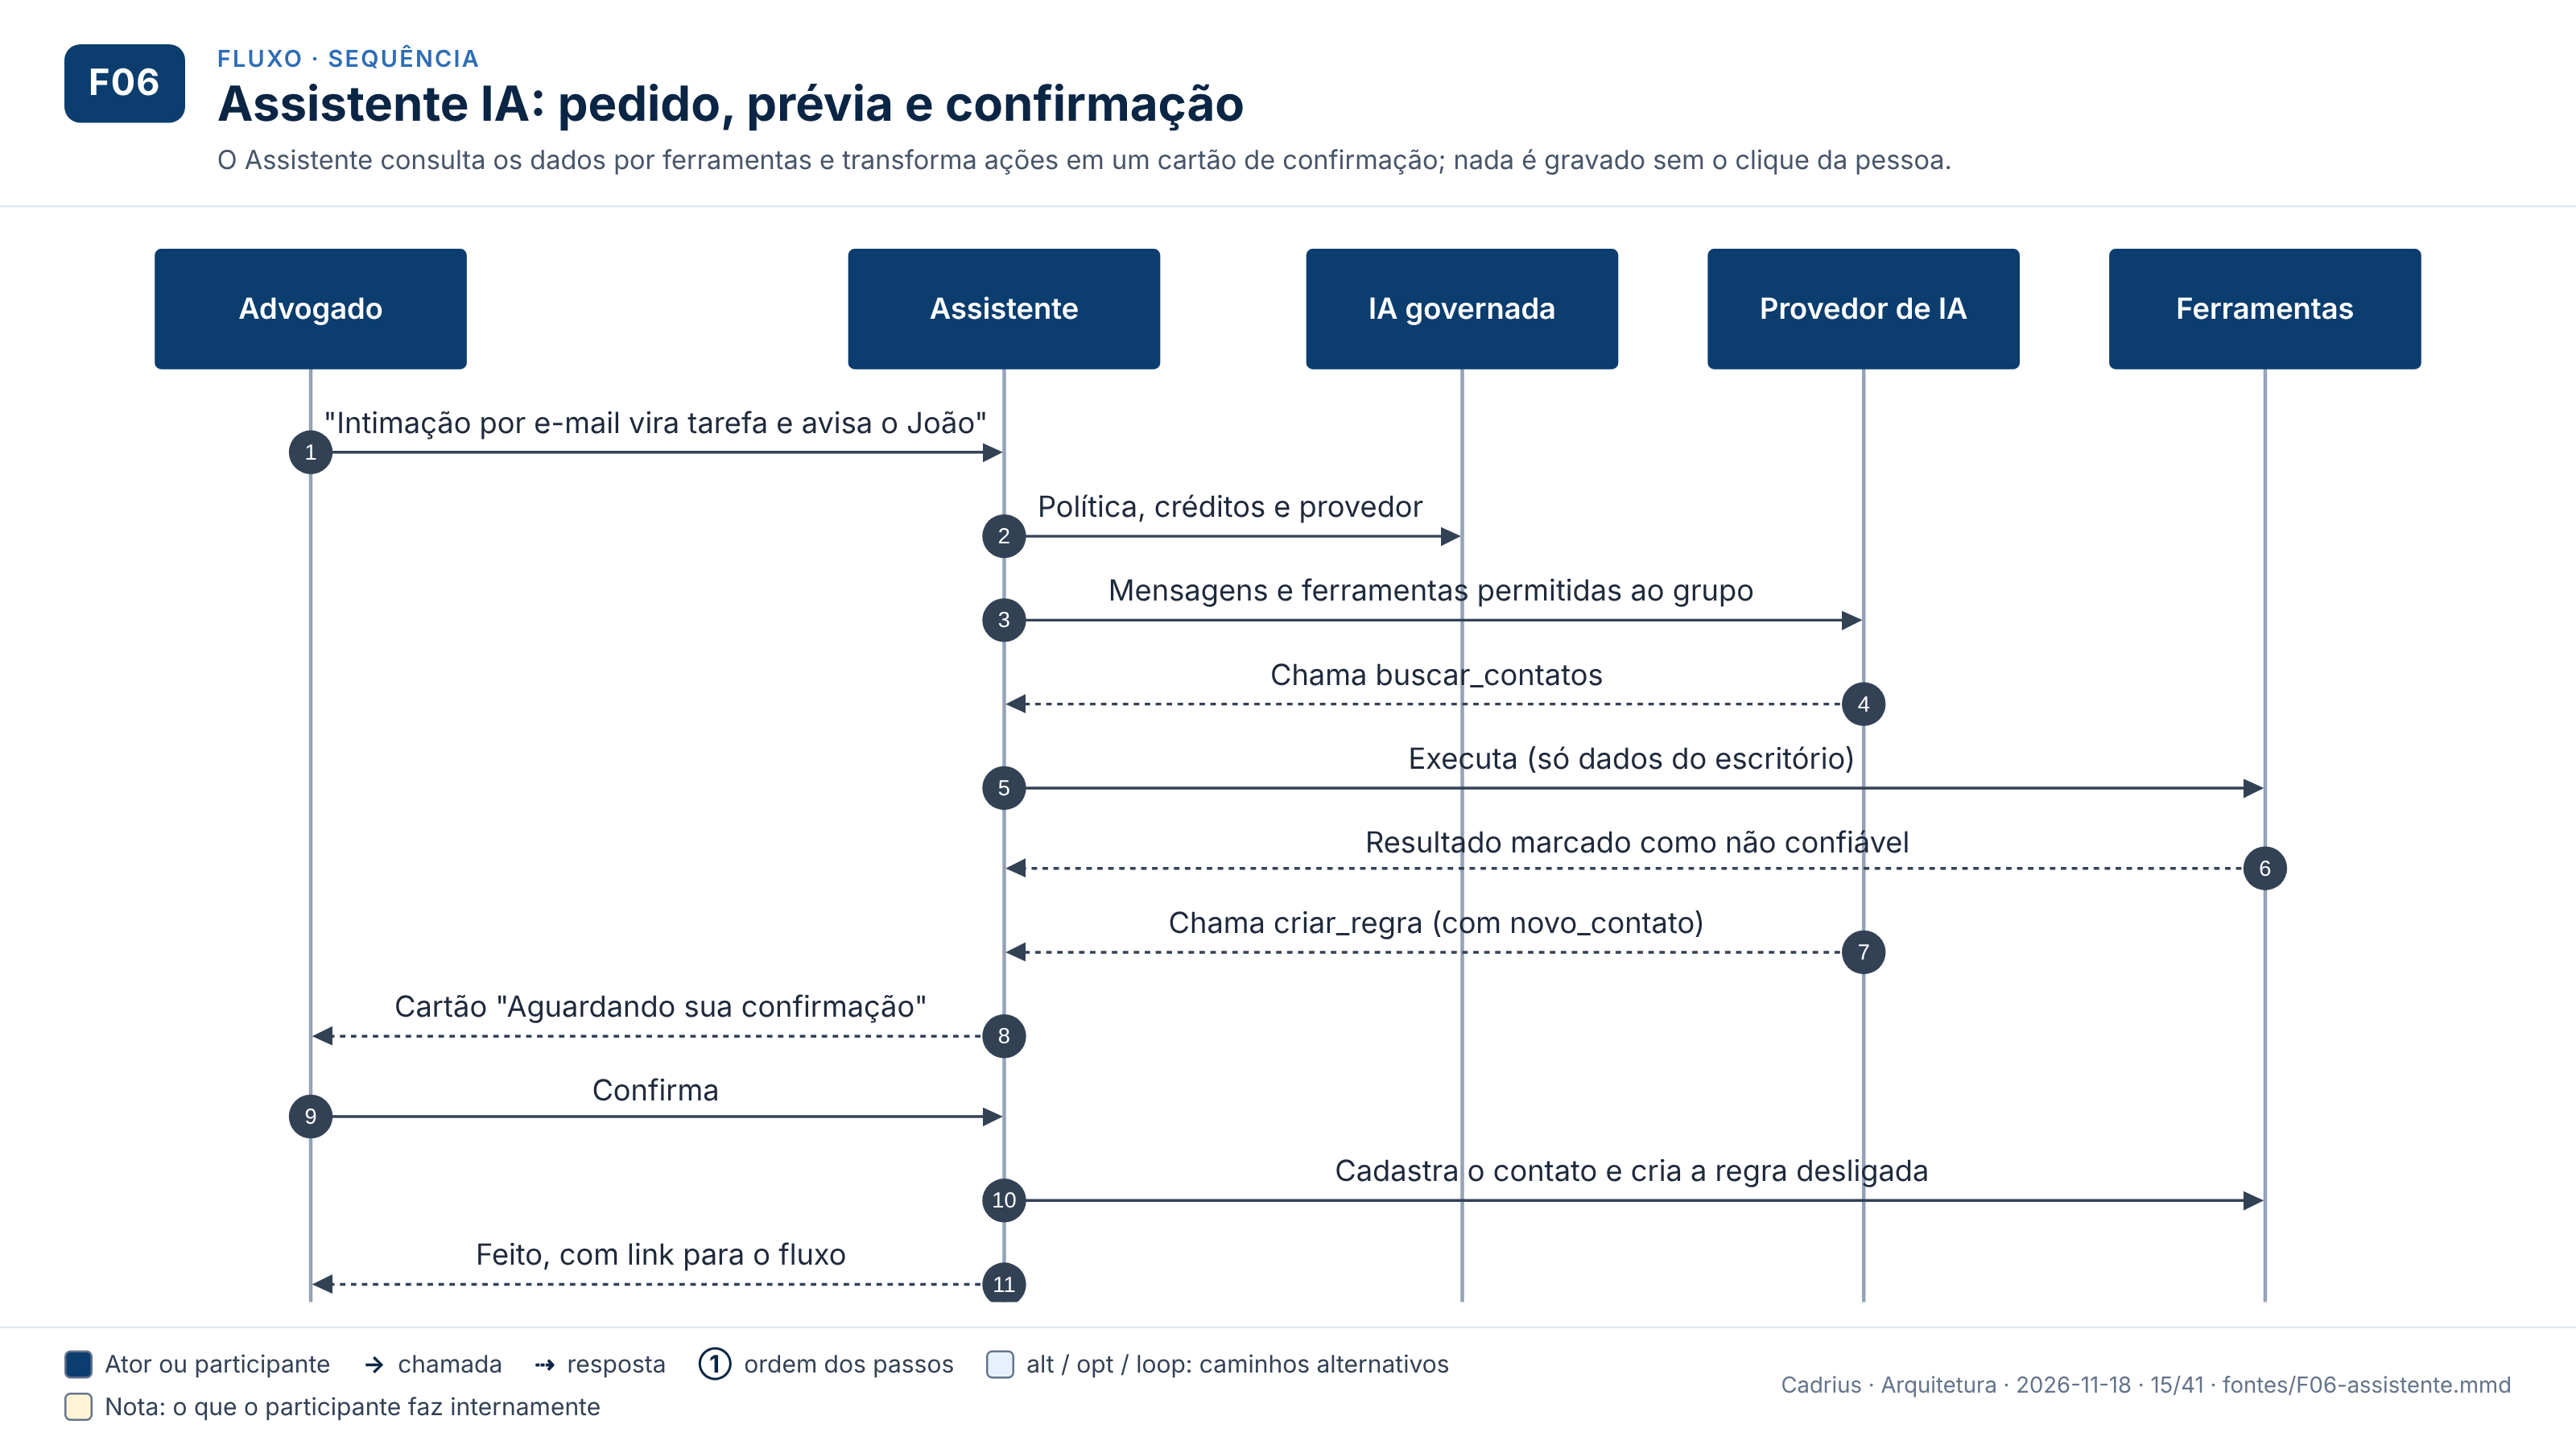 F06
FLUXO · SEQUÊNCIA
Assistente IA: pedido, prévia e confirmação
O Assistente consulta os dados por ferramentas e transforma ações em um cartão de confirmação; nada é gravado sem o clique da pessoa.
Advogado
Assistente
IA governada
Provedor de IA
Ferramentas
"Intimação por e-mail vira tarefa e avisa o João"
1
Política, créditos e provedor
2
Mensagens e ferramentas permitidas ao grupo
3
Chama buscar_contatos
4
Executa (só dados do escritório)
5
Resultado marcado como não confiável
6
Chama criar_regra (com novo_contato)
7
Cartão "Aguardando sua confirmação"
8
Confirma
9
Cadastra o contato e cria a regra desligada
10
Feito, com link para o fluxo
11
Ator ou participante
→ chamada
⇢ resposta
1 ordem dos passos
alt / opt / loop: caminhos alternativos
Nota: o que o participante faz internamente
Cadrius · Arquitetura · 2026-11-18 · 15/41 · fontes/F06-assistente.mmd